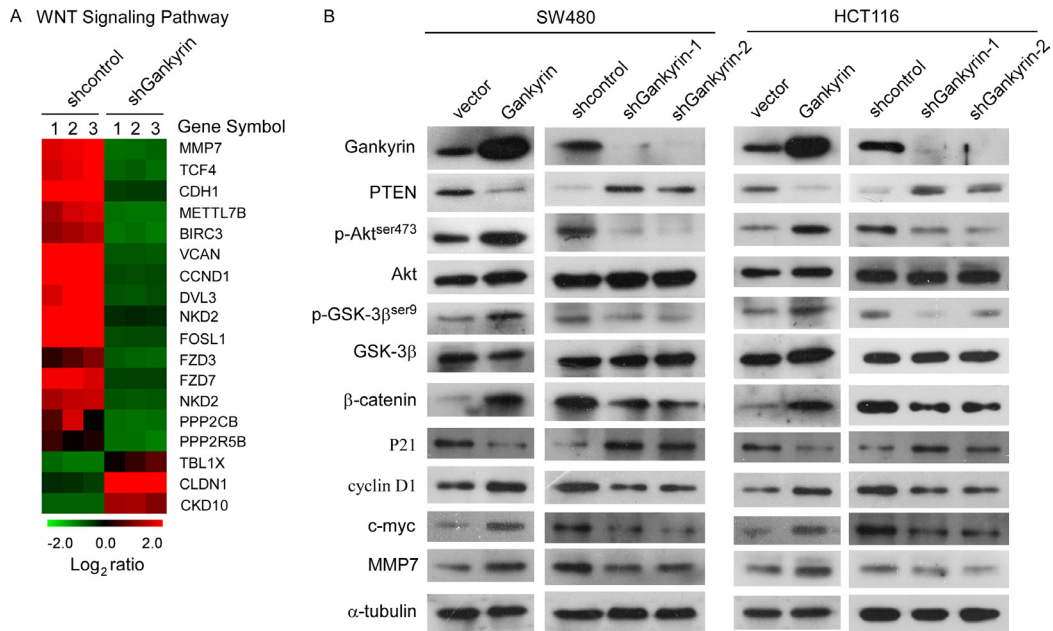 A WNT Signaling Pathway
shcontrol shGankyrin
1 2 3 1 2 3 Gene Symbol
MMP7
TCF4
CDH1
METTL7B
BIRC3
VCAN
CCND1
DVL3
NKD2
FOSL1
FZD3
FZD7
NKD2
PPP2CB
PPP2R5B
TBL1X
CLDN1
CKD10
-2.0 0.0 2.0
Log2 ratio
B SW480 HCT116
vector Gankyrin shcontrol shGankyrin-1 shGankyrin-2 vector Gankyrin shcontrol shGankyrin-1 shGankyrin-2
Gankyrin
PTEN
p-Aktser473
Akt
p-GSK-3βser9
GSK-3β
β-catenin
P21
cyclin D1
c-myc
MMP7
α-tubulin